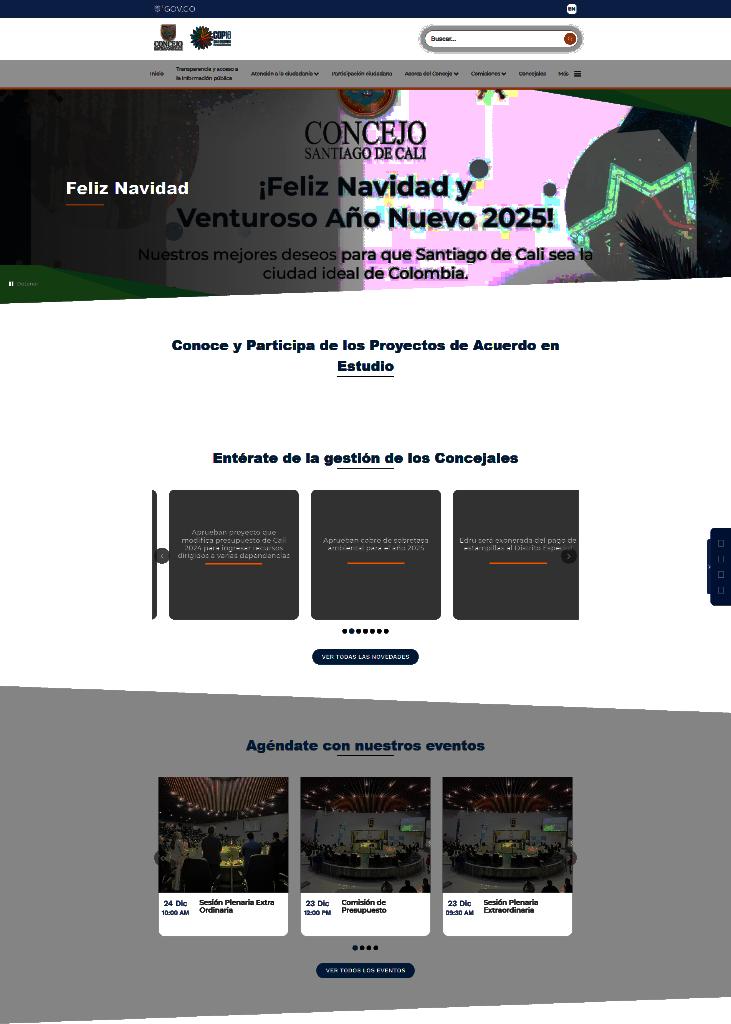 GOV.CO
EN
CONCEJO
COP16
Buscar...
Inicio
Transparencia y acceso a
la información pública
Atención a la ciudadanía
Participación ciudadana
Acerca del Concejo
Comisiones
Concejales
Más
CONCEJO
SANTIAGO DE CALI
Feliz Navidad
¡Feliz Navidad y
Venturoso Año Nuevo 2025!
Nuestros mejores deseos para que Santiago de Cali sea la
ciudad ideal de Colombia.
Detener
Conoce y Participa de los Proyectos de Acuerdo en
Estudio
Entérate de la gestión de los Concejales
Aprueban proyecto que
modifica presupuesto de Cali
2024 para ingresar recursos
dirigidos a varias dependencias
Aprueban cobro de sobretasa
ambiental para el año 2025
Edru será exonerada del pago de
estampillas al Distrito Especial
VER TODAS LAS NOVEDADES
Agéndate con nuestros eventos
24 Dic
10:00 AM
Sesión Plenaria Extra
Ordinaria
23 Dic
12:00 PM
Comisión de
Presupuesto
23 Dic
09:30 AM
Sesión Plenaria
Extraordinaria
VER TODOS LOS EVENTOS